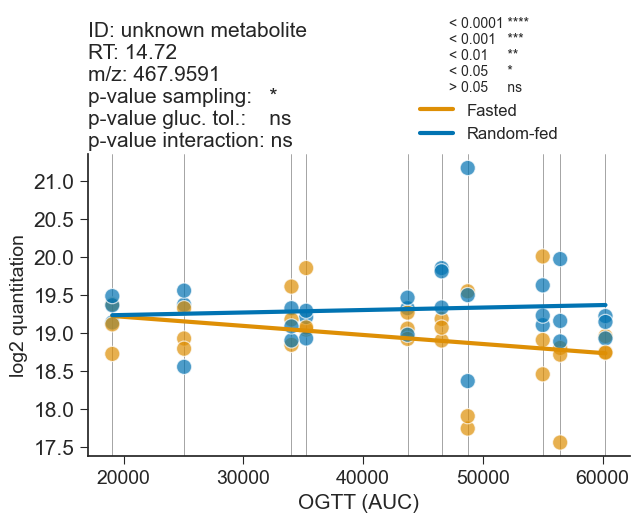 ID: unknown metabolite
RT: 14.72
m/z: 467.9591
p-value sampling: *
p-value gluc. tol.: ns
p-value interaction: ns
< 0.0001 ****
< 0.001 ***
< 0.01 **
< 0.05 *
> 0.05 ns
Fasted
Random-fed
log2 quantitation
21.0
20.5
20.0
19.5
19.0
18.5
18.0
17.5
20000 30000 40000 50000 60000
OGTT (AUC)